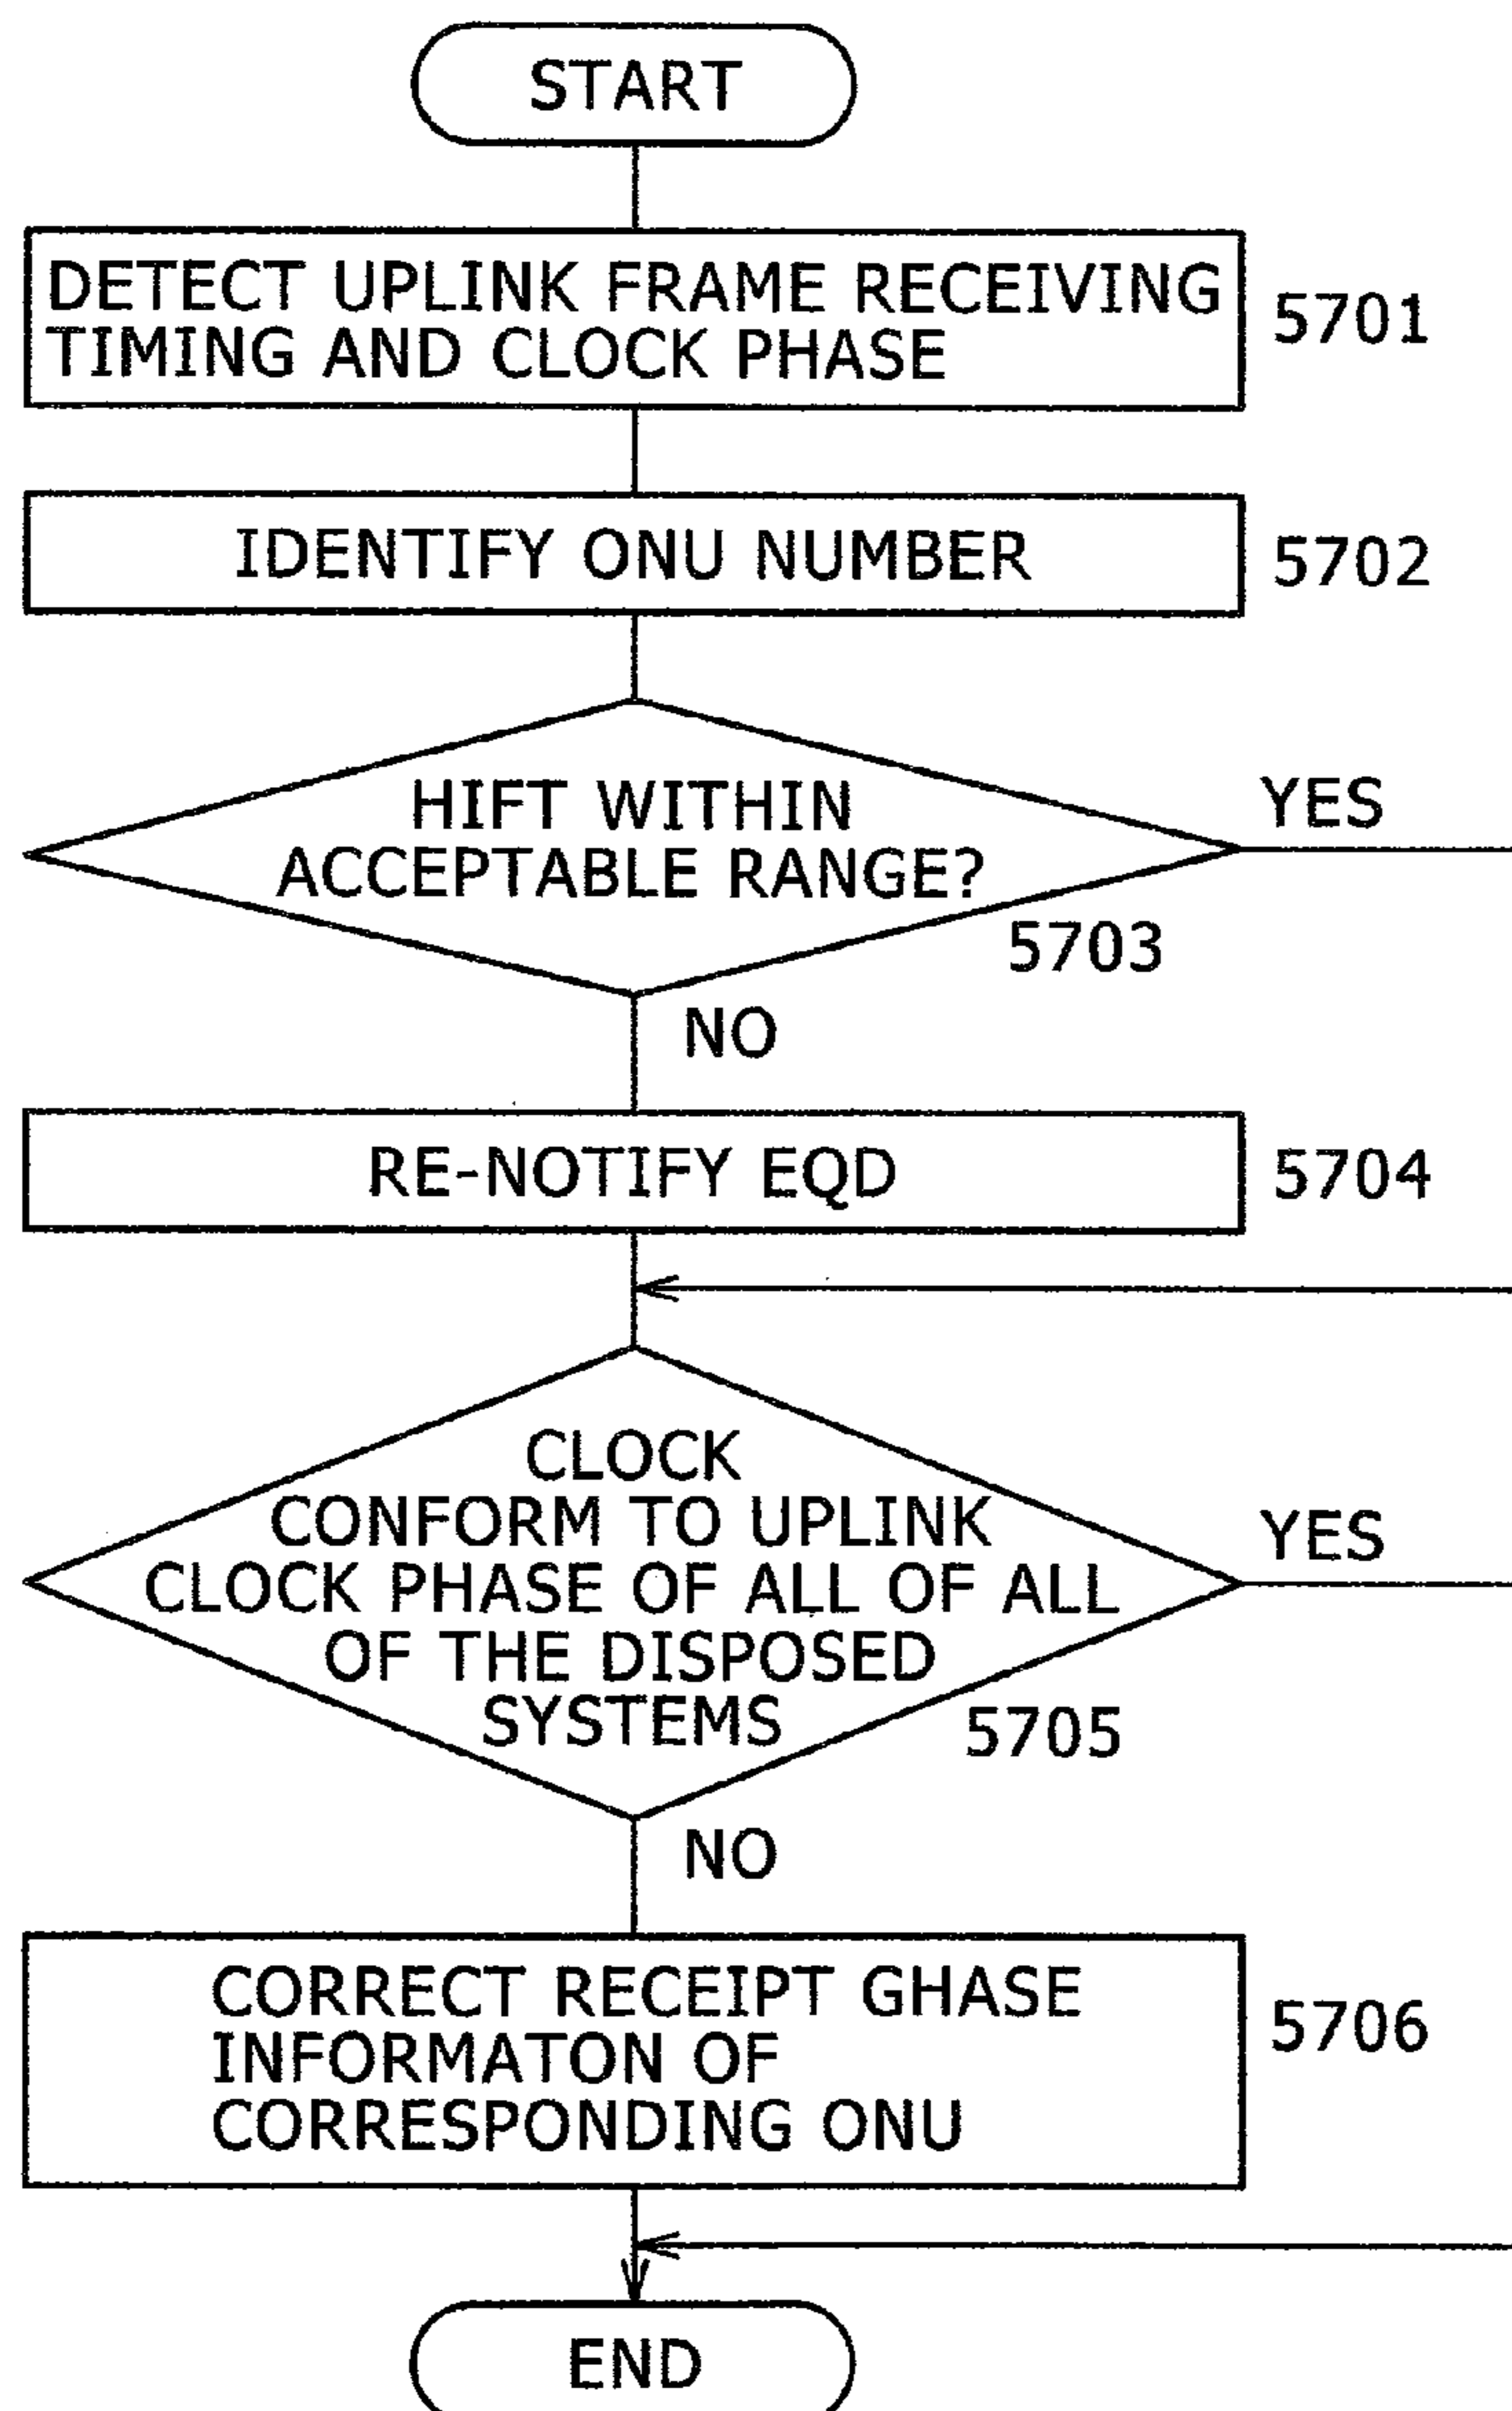 START
DETECT UPLINK FRAME RECEIVING
TIMING AND CLOCK PHASE
5701
IDENTIFY ONU NUMBER
5702
HIFT WITHIN
ACCEPTABLE RANGE?
YES
5703
NO
RE-NOTIFY EQD
5704
CLOCK
CONFORM TO UPLINK
CLOCK PHASE OF ALL OF ALL
OF THE DISPOSED
SYSTEMS
YES
5705
NO
CORRECT RECEIPT GHASE
INFORMATON OF
CORRESPONDING ONU
5706
END